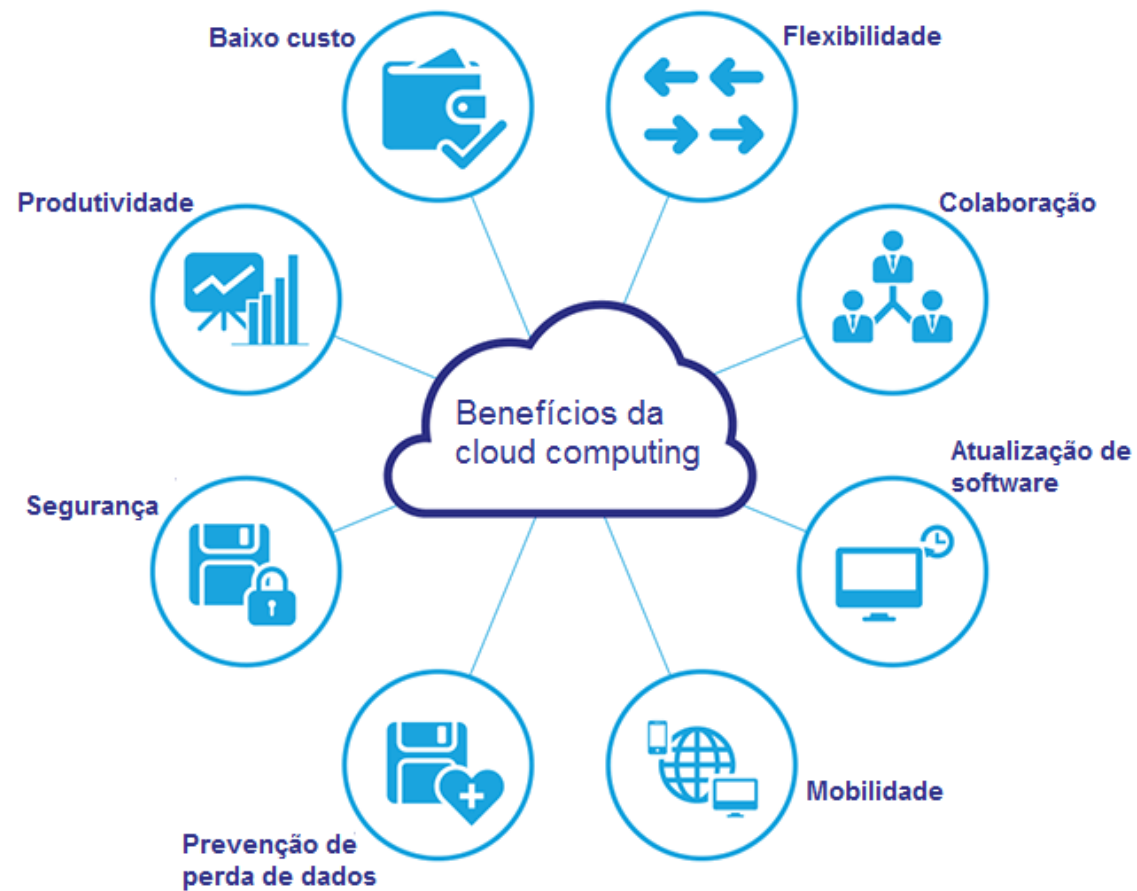 Baixo custo
Flexibilidade
Produtividade
Colaboração
Benefícios da
cloud computing
Atualização de
software
Segurança
Mobilidade
Prevenção de
perda de dados